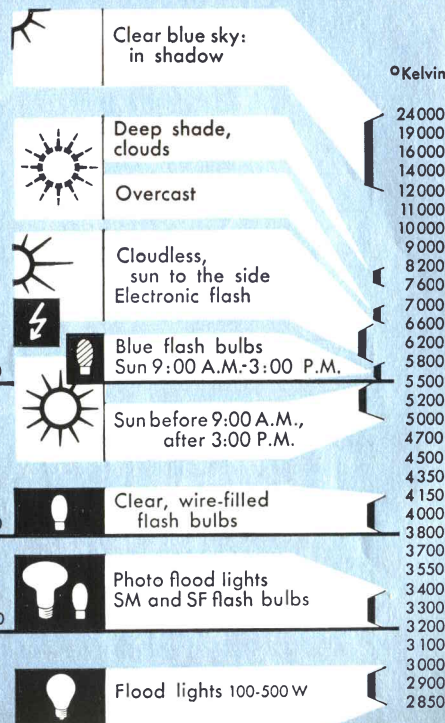 Clear blue sky:
in shadow
°Kelvin
24000
19000
16000
14000
12000
11000
10000
9000
8200
7600
7000
6600
6200
5800
5500
5200
5000
4700
4500
4350
4150
4000
3800
3700
3550
3400
3300
3200
3100
3000
2900
2850
Deep shade,
clouds
Overcast
Cloudless,
sun to the side
Electronic flash
Blue flash bulbs
Sun 9:00 A.M.-3:00 P.M.
Sun before 9:00 A.M.,
after 3:00 P.M.
Clear, wire-filled
flash bulbs
Photo flood lights
SM and SF flash bulbs
Flood lights 100-500 W